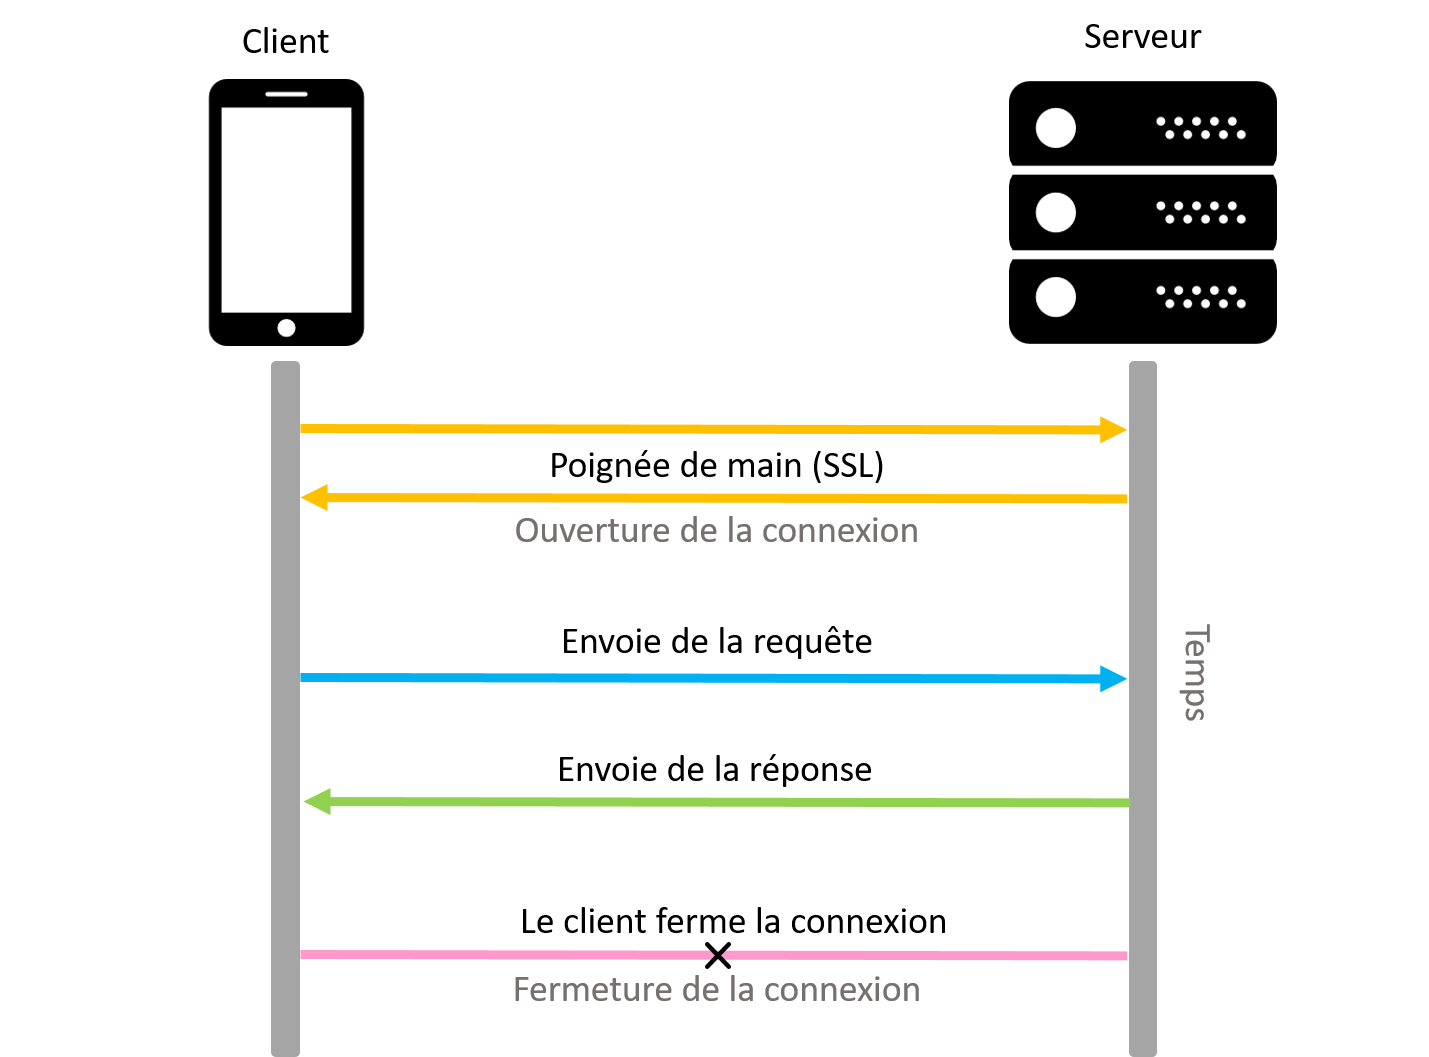 Client
Serveur
Poignée de main (SSL)
Ouverture de la connexion
Envoie de la requête
Temps
Envoie de la réponse
Le client ferme la connexion
Fermeture de la connexion